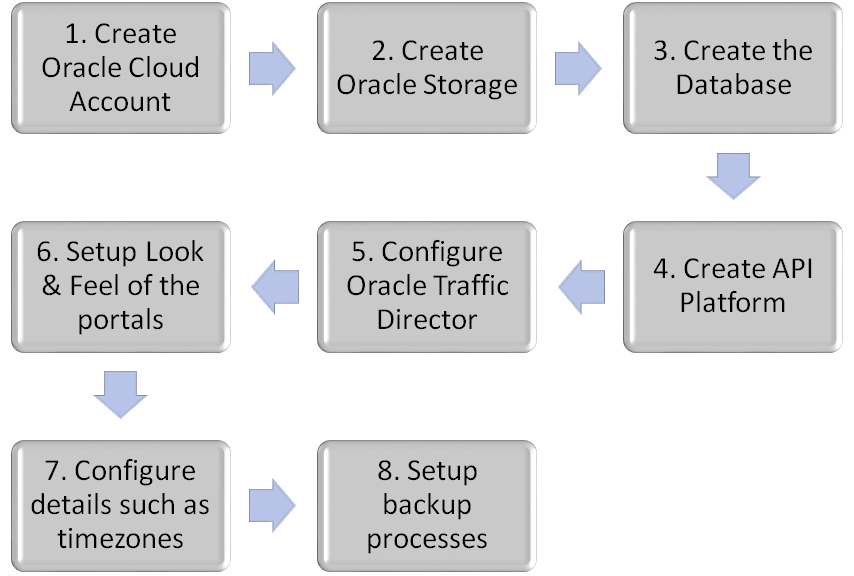 1. Create
Oracle Cloud
Account
2. Create
Oracle Storage
3. Create the
Database
4. Create API
Platform
5. Configure
Oracle Traffic
Director
6. Setup Look
& Feel of the
portals
7. Configure
details such as
timezones
8. Setup
backup
processes